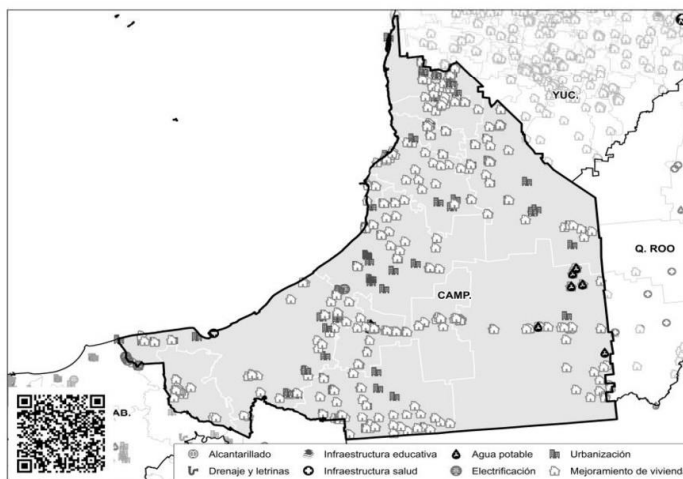 YUC.
Q. ROO
CAMP.
AB.
Alcantarillado
Infraestructura educativa
Agua potable
Urbanización
Drenaje y letrinas
Infraestructura salud
Electrificación
Mejoramiento de viviend